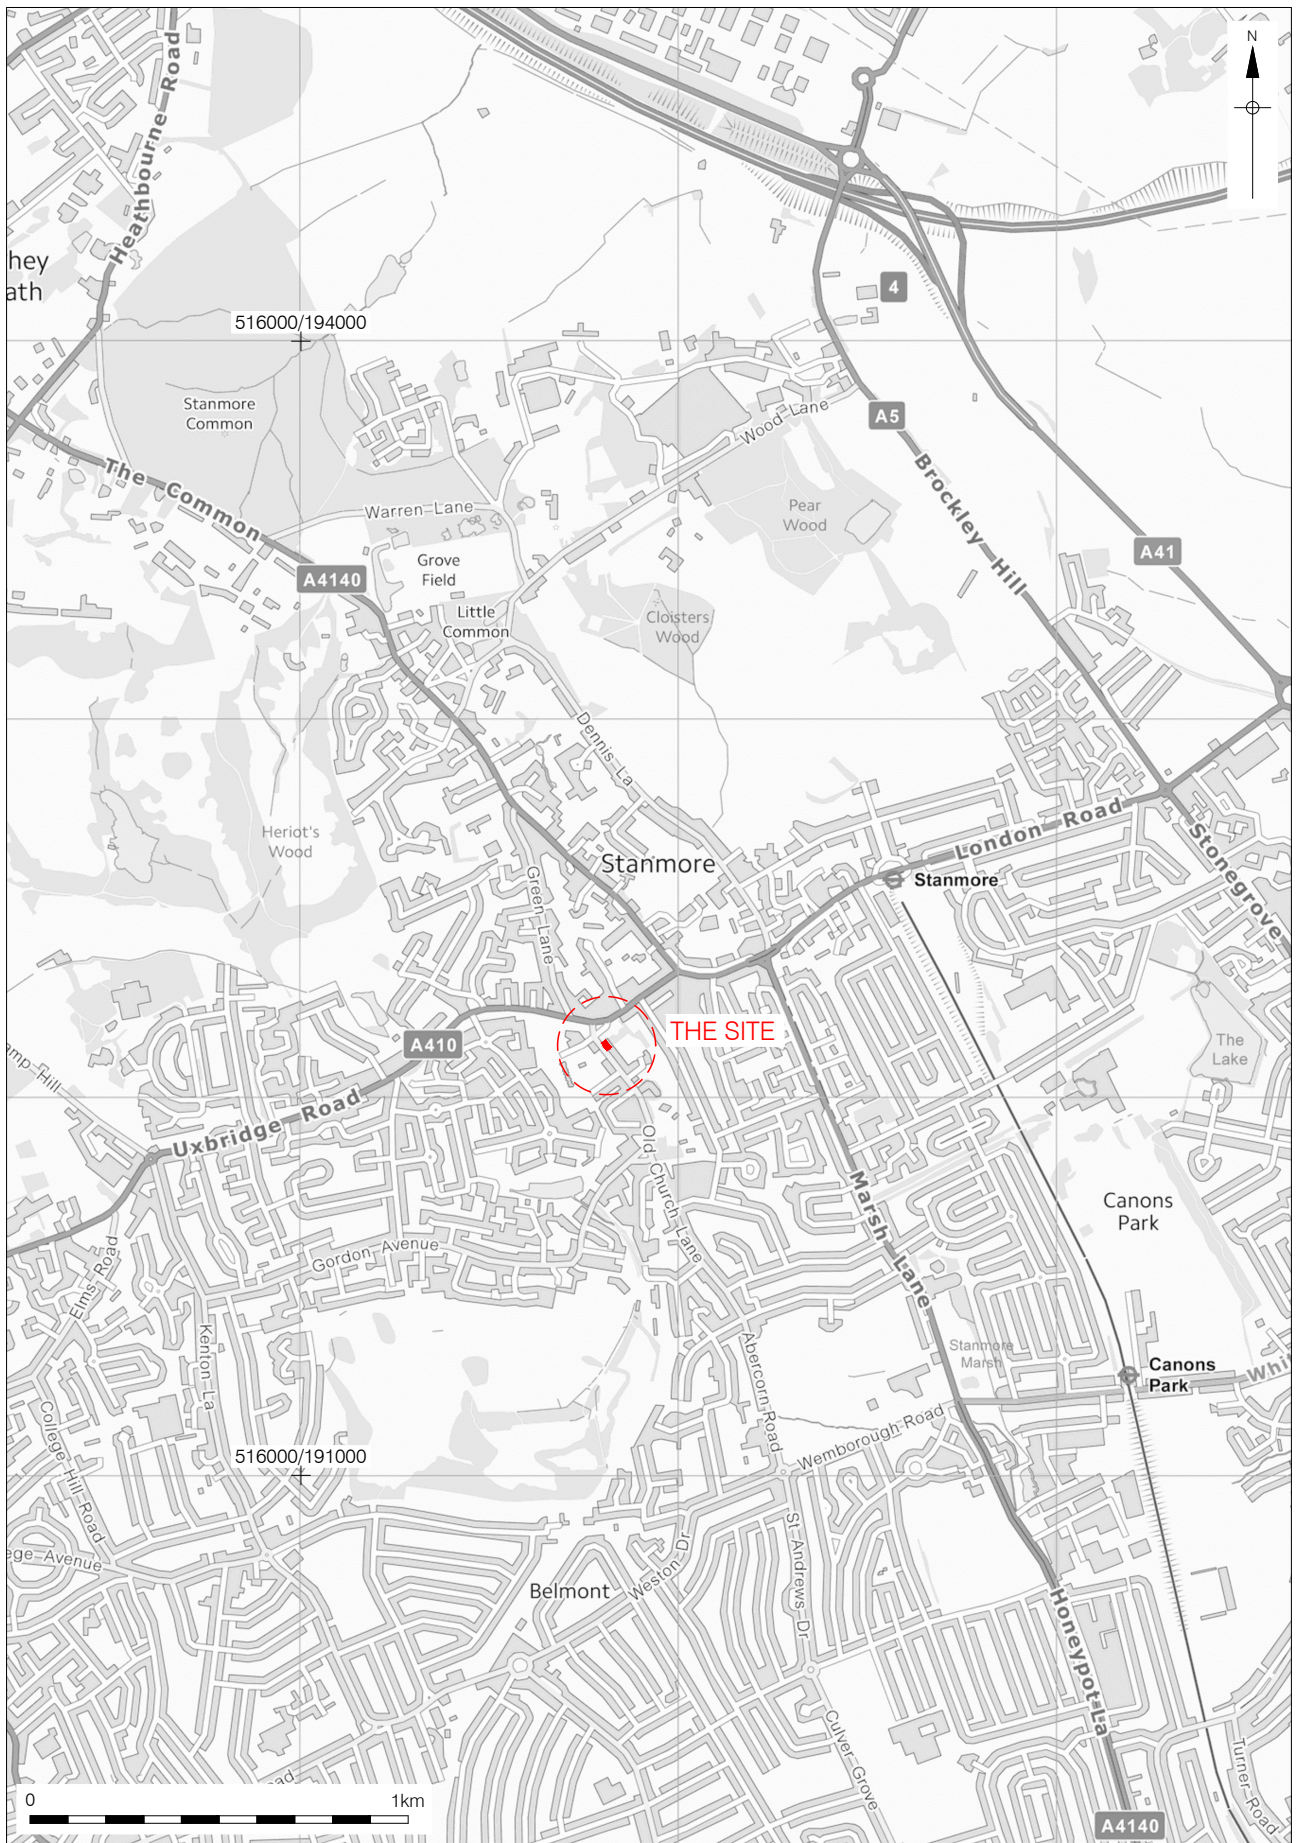 N
Heathbourne Road
hey
ath
4
516000/194000
Stanmore
Common
A5
Wood Lane
The Common
Brockley Hill
Warren Lane
Pear
Wood
A41
Grove
Field
A4140
Little
Common
Cloisters
Wood
Dennis La
Heriot's
Wood
London Road
Stanmore
Stonegrove
Green Lane
Stanmore
THE SITE
A410
The
Lake
amp Hill
Uxbridge Road
Old Church Lane
Marsh Lane
Canons
Park
Gordon Avenue
Elms Road
Kenton La
Abercorn Road
Stanmore
Marsh
Canons
Park
Whit
College Hill Road
Wemborough Road
516000/191000
ege Avenue
St Andrews Dr
Weston Dr
Belmont
Honeypot La
Culver Grove
Turner Road
oad
0
1km
A4140